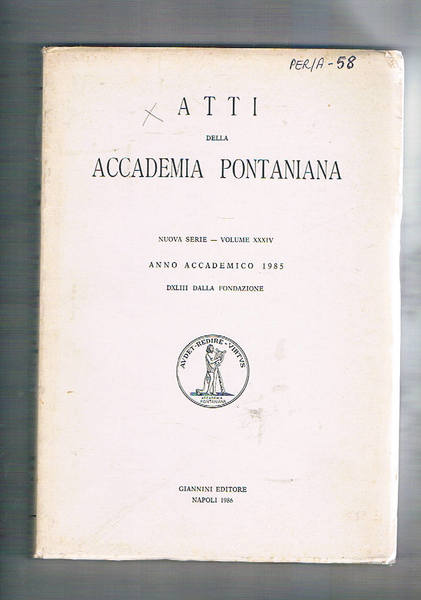 PER/A-58
ATTI
DELLA
ACCADEMIA PONTANIANA
NUOVA SERIE — VOLUME XXXIV
ANNO ACCADEMICO 1985
DXLIII DALLA FONDAZIONE
AVDET·REDIRE·VIRTVS
ACCADEMIA
PONTANIANA
GIANNINI EDITORE
NAPOLI 1986